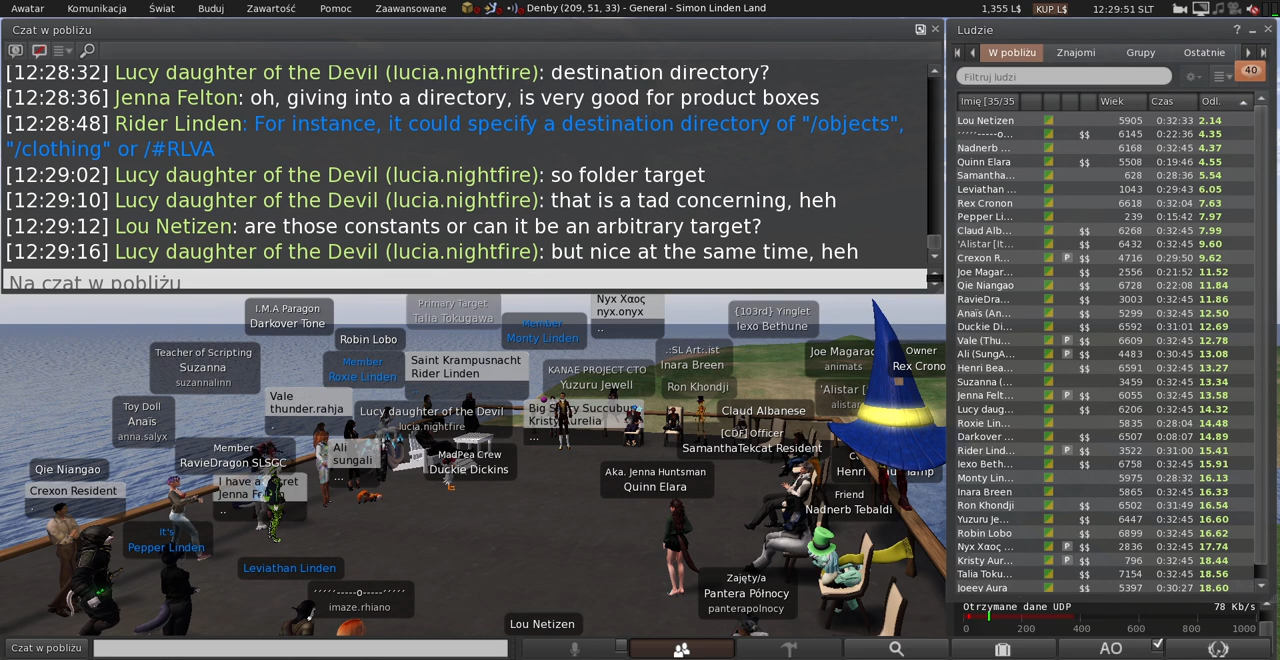 Awatar Komunikacja Świat Buduj Zawartość Pomoc Zaawansowane Denby (209, 51, 33) - General - Simon Linden Land 1,355 L$ KUP L$ 12:29:51 SLT
Czat w pobliżu
[12:28:32] Lucy daughter of the Devil (lucia.nightfire): destination directory?
[12:28:36] Jenna Felton: oh, giving into a directory, is very good for product boxes
[12:28:48] Rider Linden: For instance, it could specify a destination directory of "/objects",
"/clothing" or /#RLVA
[12:29:02] Lucy daughter of the Devil (lucia.nightfire): so folder target
[12:29:10] Lucy daughter of the Devil (lucia.nightfire): that is a tad concerning, heh
[12:29:12] Lou Netizen: are those constants or can it be an arbitrary target?
[12:29:16] Lucy daughter of the Devil (lucia.nightfire): but nice at the same time, heh
Na czat w pobliżu
I.M.A Paragon
Darkover Tone
Primary Target
Talia Tokugawa
Nyx Χαος
nyx.onyx
..
Member
Monty Linden
{103rd} Yinglet
Iexo Bethune
Robin Lobo
Teacher of Scripting
Suzanna
suzannalinn
Member
Roxie Linden
Saint Krampusnacht
Rider Linden
KANAE PROJECT CTO
Yuzuru Jewell
.:SL Art:.ist
Inara Breen
Ron Khondji
Joe Magarac
animats
Owner
Rex Crono
'Alistar [
alistar
Vale
thunder.rahja
.
Toy Doll
Anais
anna.salyx
Lucy daughter of the Devil
lucia.nightfire
Big Succubus
Kristy Aurelia
...
Claud Albanese
[CDF] Officer
SamanthaTekcat Resident
Member
RavieDragon SLSGC
Ali
sungali
...
MadPea Crew
Duckie Dickins
Qie Niangao
Crexon Resident
.
I have a
Jenna
..
Aka. Jenna Huntsman
Quinn Elara
Henri
Friend
Nadnerb Tebaldi
It's
Pepper Linden
Leviathan Linden
′′′′′-----o-----′′′′′
imaze.rhiano
Zajęty/a
Pantera Północy
panterapolnocy
Lou Netizen
Czat w pobliżu
Ludzie
W pobliżu Znajomi Grupy Ostatnie
Filtruj ludzi
40
Imię [35/35 Wiek Czas Odl.
Lou Netizen 5905 0:32:33 2.14
′′′′′-----o... $$ 6145 0:22:36 4.35
Nadnerb ... 6168 0:32:45 4.37
Quinn Elara $$ 5508 0:19:46 4.55
Samantha... 628 0:28:36 5.54
Leviathan ... 1043 0:29:43 6.05
Rex Cronon 6618 0:32:04 7.63
Pepper Li... 239 0:15:42 7.97
Claud Alb... $$ 6268 0:32:45 7.99
'Alistar [It... $$ 6432 0:32:45 9.60
Crexon R... P $$ 4716 0:29:50 9.62
Joe Magar... $$ 2556 0:21:52 11.52
Qie Niangao $$ 6728 0:22:08 11.84
RavieDra... $$ 3003 0:32:45 11.86
Anaïs (An... $$ 5299 0:32:45 12.50
Duckie Di... $$ 6592 0:31:01 12.69
Vale (Thu... P $$ 6609 0:32:45 12.78
Ali (SungA... P $$ 4483 0:30:45 13.08
Henri Bea... $$ 6591 0:32:45 13.27
Suzanna (... 3459 0:32:45 13.34
Jenna Felt... P $$ 6055 0:32:45 13.58
Lucy daug... $$ 6206 0:32:45 14.32
Roxie Lin... $$ 5835 0:28:04 14.48
Darkover ... $$ 6507 0:08:07 14.89
Rider Lind... P $$ 3522 0:31:00 15.41
Iexo Beth... $$ 6758 0:32:45 15.91
Monty Lin... 5975 0:28:32 16.13
Inara Breen 5865 0:32:45 16.33
Ron Khondji $$ 6502 0:31:49 16.54
Yuzuru Je... $$ 6447 0:32:45 16.60
Robin Lobo $$ 6899 0:32:45 16.62
Nyx Χαος ... P $$ 2836 0:32:45 17.74
Kristy Aur... P $$ 796 0:32:45 18.44
Talia Toku... $$ 7154 0:32:45 18.56
Joeey Aura 5397 0:30:27 18.60
Otrzymane dane UDP 78 Kb/s
0 200 400 600 800 1000
AO